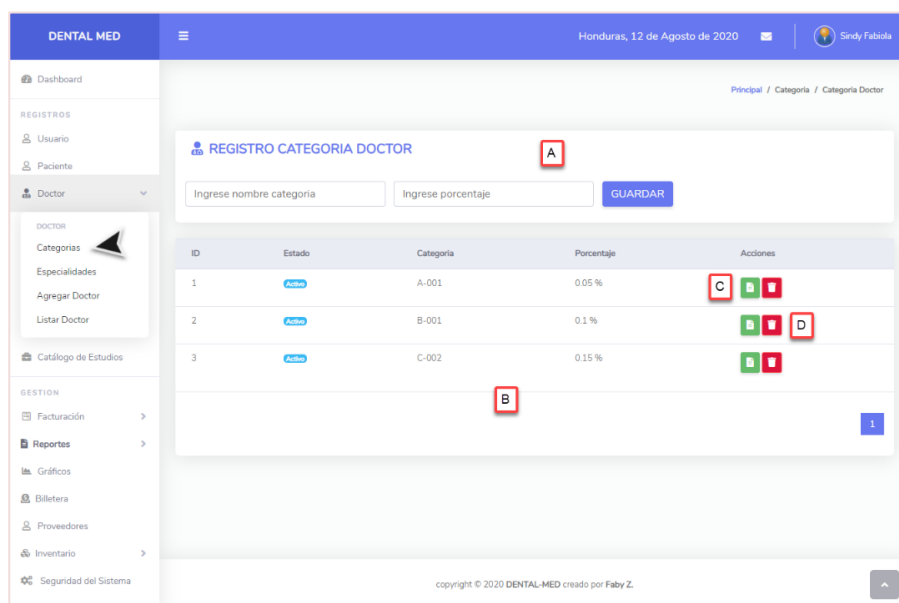 DENTAL MED
Honduras, 12 de Agosto de 2020
Sindy Fabiola
Dashboard
REGISTROS
Usuario
Paciente
Doctor
DOCTOR
Categorias
Especialidades
Agregar Doctor
Listar Doctor
Catálogo de Estudios
GESTION
Facturación
Reportes
Gráficos
Billetera
Proveedores
Inventario
Seguridad del Sistema
Principal / Categoria / Categoria Doctor
REGISTRO CATEGORIA DOCTOR
A
Ingrese nombre categoria Ingrese porcentaje GUARDAR
ID Estado Categoria Porcentaje Acciones
1 Activo A-001 0.05 % C
2 Activo B-001 0.1 % D
3 Activo C-002 0.15 %
B
1
copyright © 2020 DENTAL-MED creado por Faby Z.